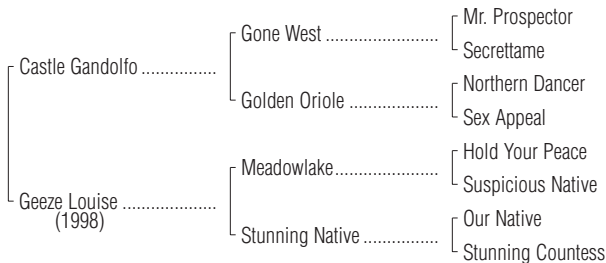 Mr. Prospector
Gone West ......................
Secrettame
Castle Gandolfo ...............
Northern Dancer
Golden Oriole ..................
Sex Appeal
Hold Your Peace
Meadowlake.....................
Suspicious Native
Geeze Louise ...................
(1998)
Our Native
Stunning Native ...............
Stunning Countess